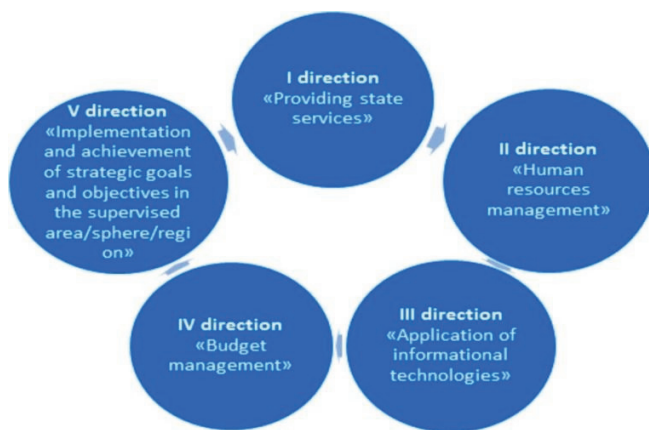 I direction
«Providing state
services»
II direction
«Human
resources
management»
III direction
«Application of
informational
technologies»
IV direction
«Budget
management»
V direction
«Implementation
and achievement
of strategic goals
and objectives in
the supervised
area/sphere/regi
on»